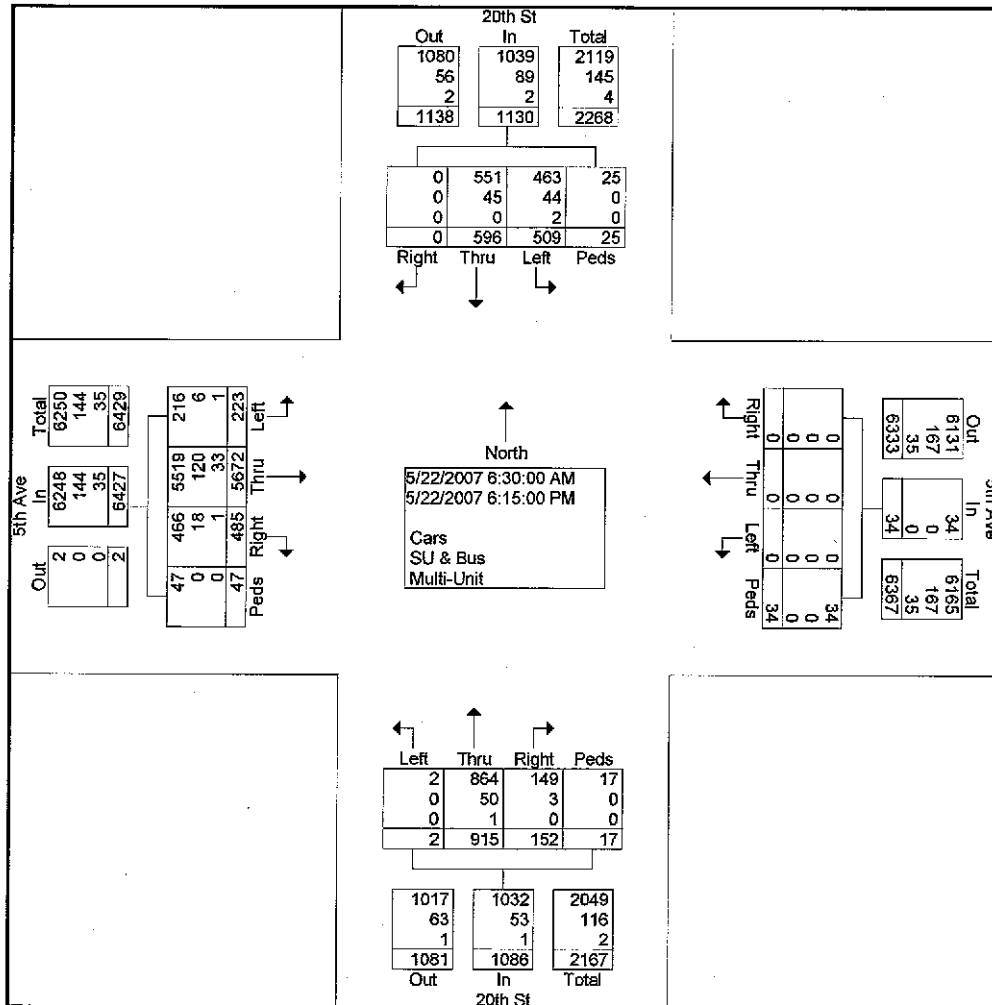 20th St
Out In Total
1080 1039 2119
56 89 145
2 2 4
1138 1130 2268
0 551 463 25
0 45 44 0
0 0 2 0
0 596 509 25
Right Thru Left Peds
5th Ave
Total In Out
6250 6248 2
144 144 0
35 35 0
6429 6427 2
Left Thru Right Peds
216 5519 466 47
6 120 18 0
1 33 1 0
223 5672 485 47
North
5/22/2007 6:30:00 AM
5/22/2007 6:15:00 PM
Cars
SU & Bus
Multi-Unit
Right Thru Left Peds
0 0 0 34
0 0 0 0
0 0 0 0
0 0 0 34
Out In Total
6131 34 6165
167 0 167
35 0 35
6333 34 6367
Ave
Left Thru Right Peds
2 864 149 17
0 50 3 0
0 1 0 0
2 915 152 17
1017 1032 2049
63 53 116
1 1 2
1081 1086 2167
Out In Total
20th St